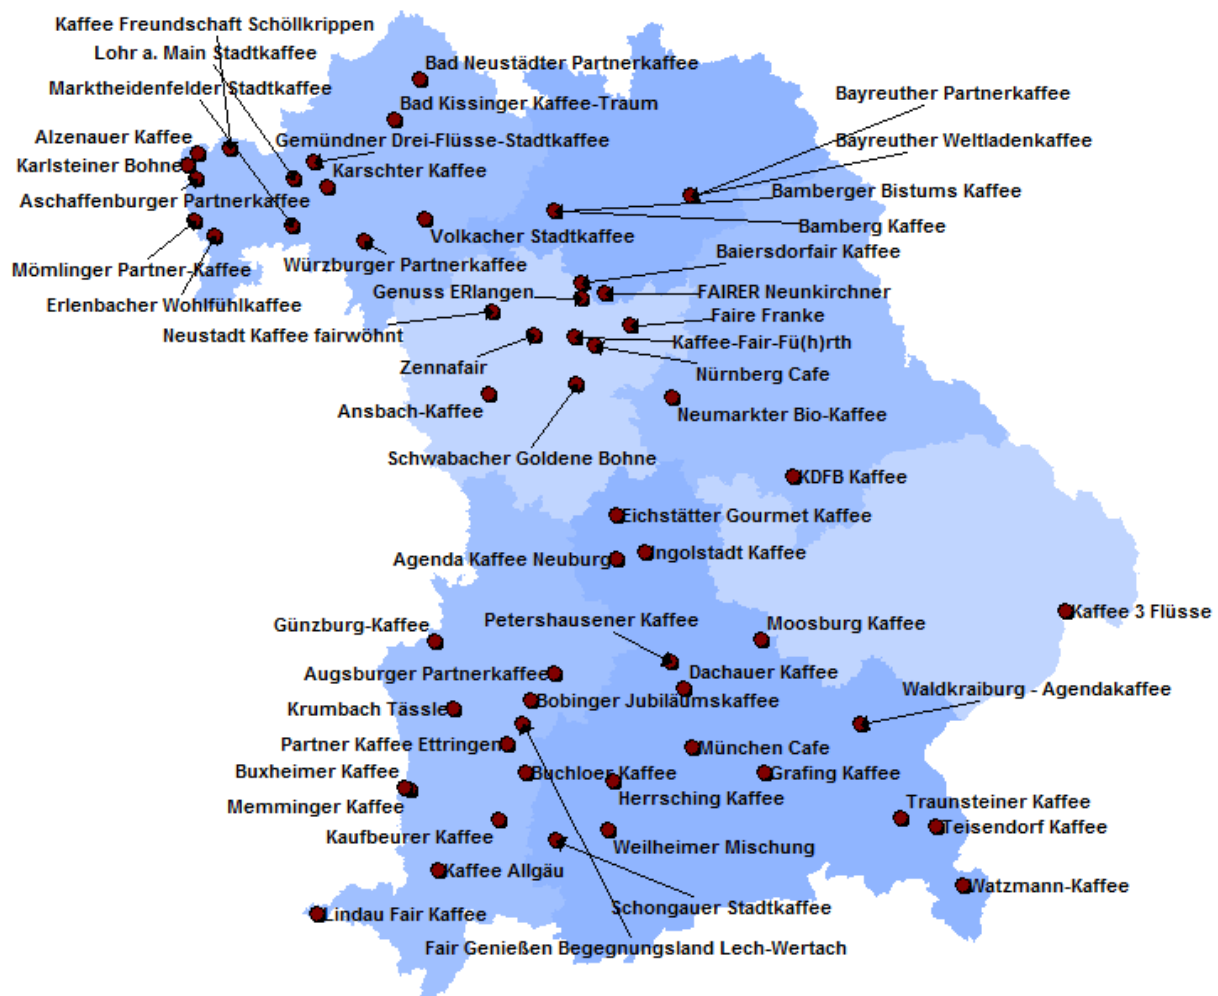 Kaffee Freundschaft Schöllkrippen
Lohr a. Main Stadtkaffee
Bad Neustädter Partnerkaffee
Marktheidenfelder Stadtkaffee
Bayreuther Partnerkaffee
Bad Kissinger Kaffee-Traum
Alzenauer Kaffee
Gemündner Drei-Flüsse-Stadtkaffee
Bayreuther Weltladenkaffee
Karlsteiner Bohne
Karschter Kaffee
Bamberger Bistums Kaffee
Aschaffenburger Partnerkaffee
Bamberg Kaffee
Volkacher Stadtkaffee
Baiersdorfair Kaffee
Würzburger Partnerkaffee
Mömlinger Partner-Kaffee
Genuss ERlangen
FAIRER Neunkirchner
Erlenbacher Wohlfühlkaffee
Faire Franke
Neustadt Kaffee fairwöhnt
Kaffee-Fair-Fü(h)rth
Zennafair
Nürnberg Cafe
Ansbach-Kaffee
Neumarkter Bio-Kaffee
Schwabacher Goldene Bohne
KDFB Kaffee
Eichstätter Gourmet Kaffee
Ingolstadt Kaffee
Agenda Kaffee Neuburg
Kaffee 3 Flüsse
Petershausener Kaffee
Moosburg Kaffee
Günzburg-Kaffee
Augsburger Partnerkaffee
Dachauer Kaffee
Waldkraiburg - Agendakaffee
Bobinger Jubiläumskaffee
Krumbach Tässle
Partner Kaffee Ettringen
München Cafe
Buxheimer Kaffee
Buchloer Kaffee
Grafing Kaffee
Herrsching Kaffee
Memminger Kaffee
Traunsteiner Kaffee
Teisendorf Kaffee
Kaufbeurer Kaffee
Weilheimer Mischung
Kaffee Allgäu
Watzmann-Kaffee
Schongauer Stadtkaffee
Lindau Fair Kaffee
Fair Genießen Begegnungsland Lech-Wertach